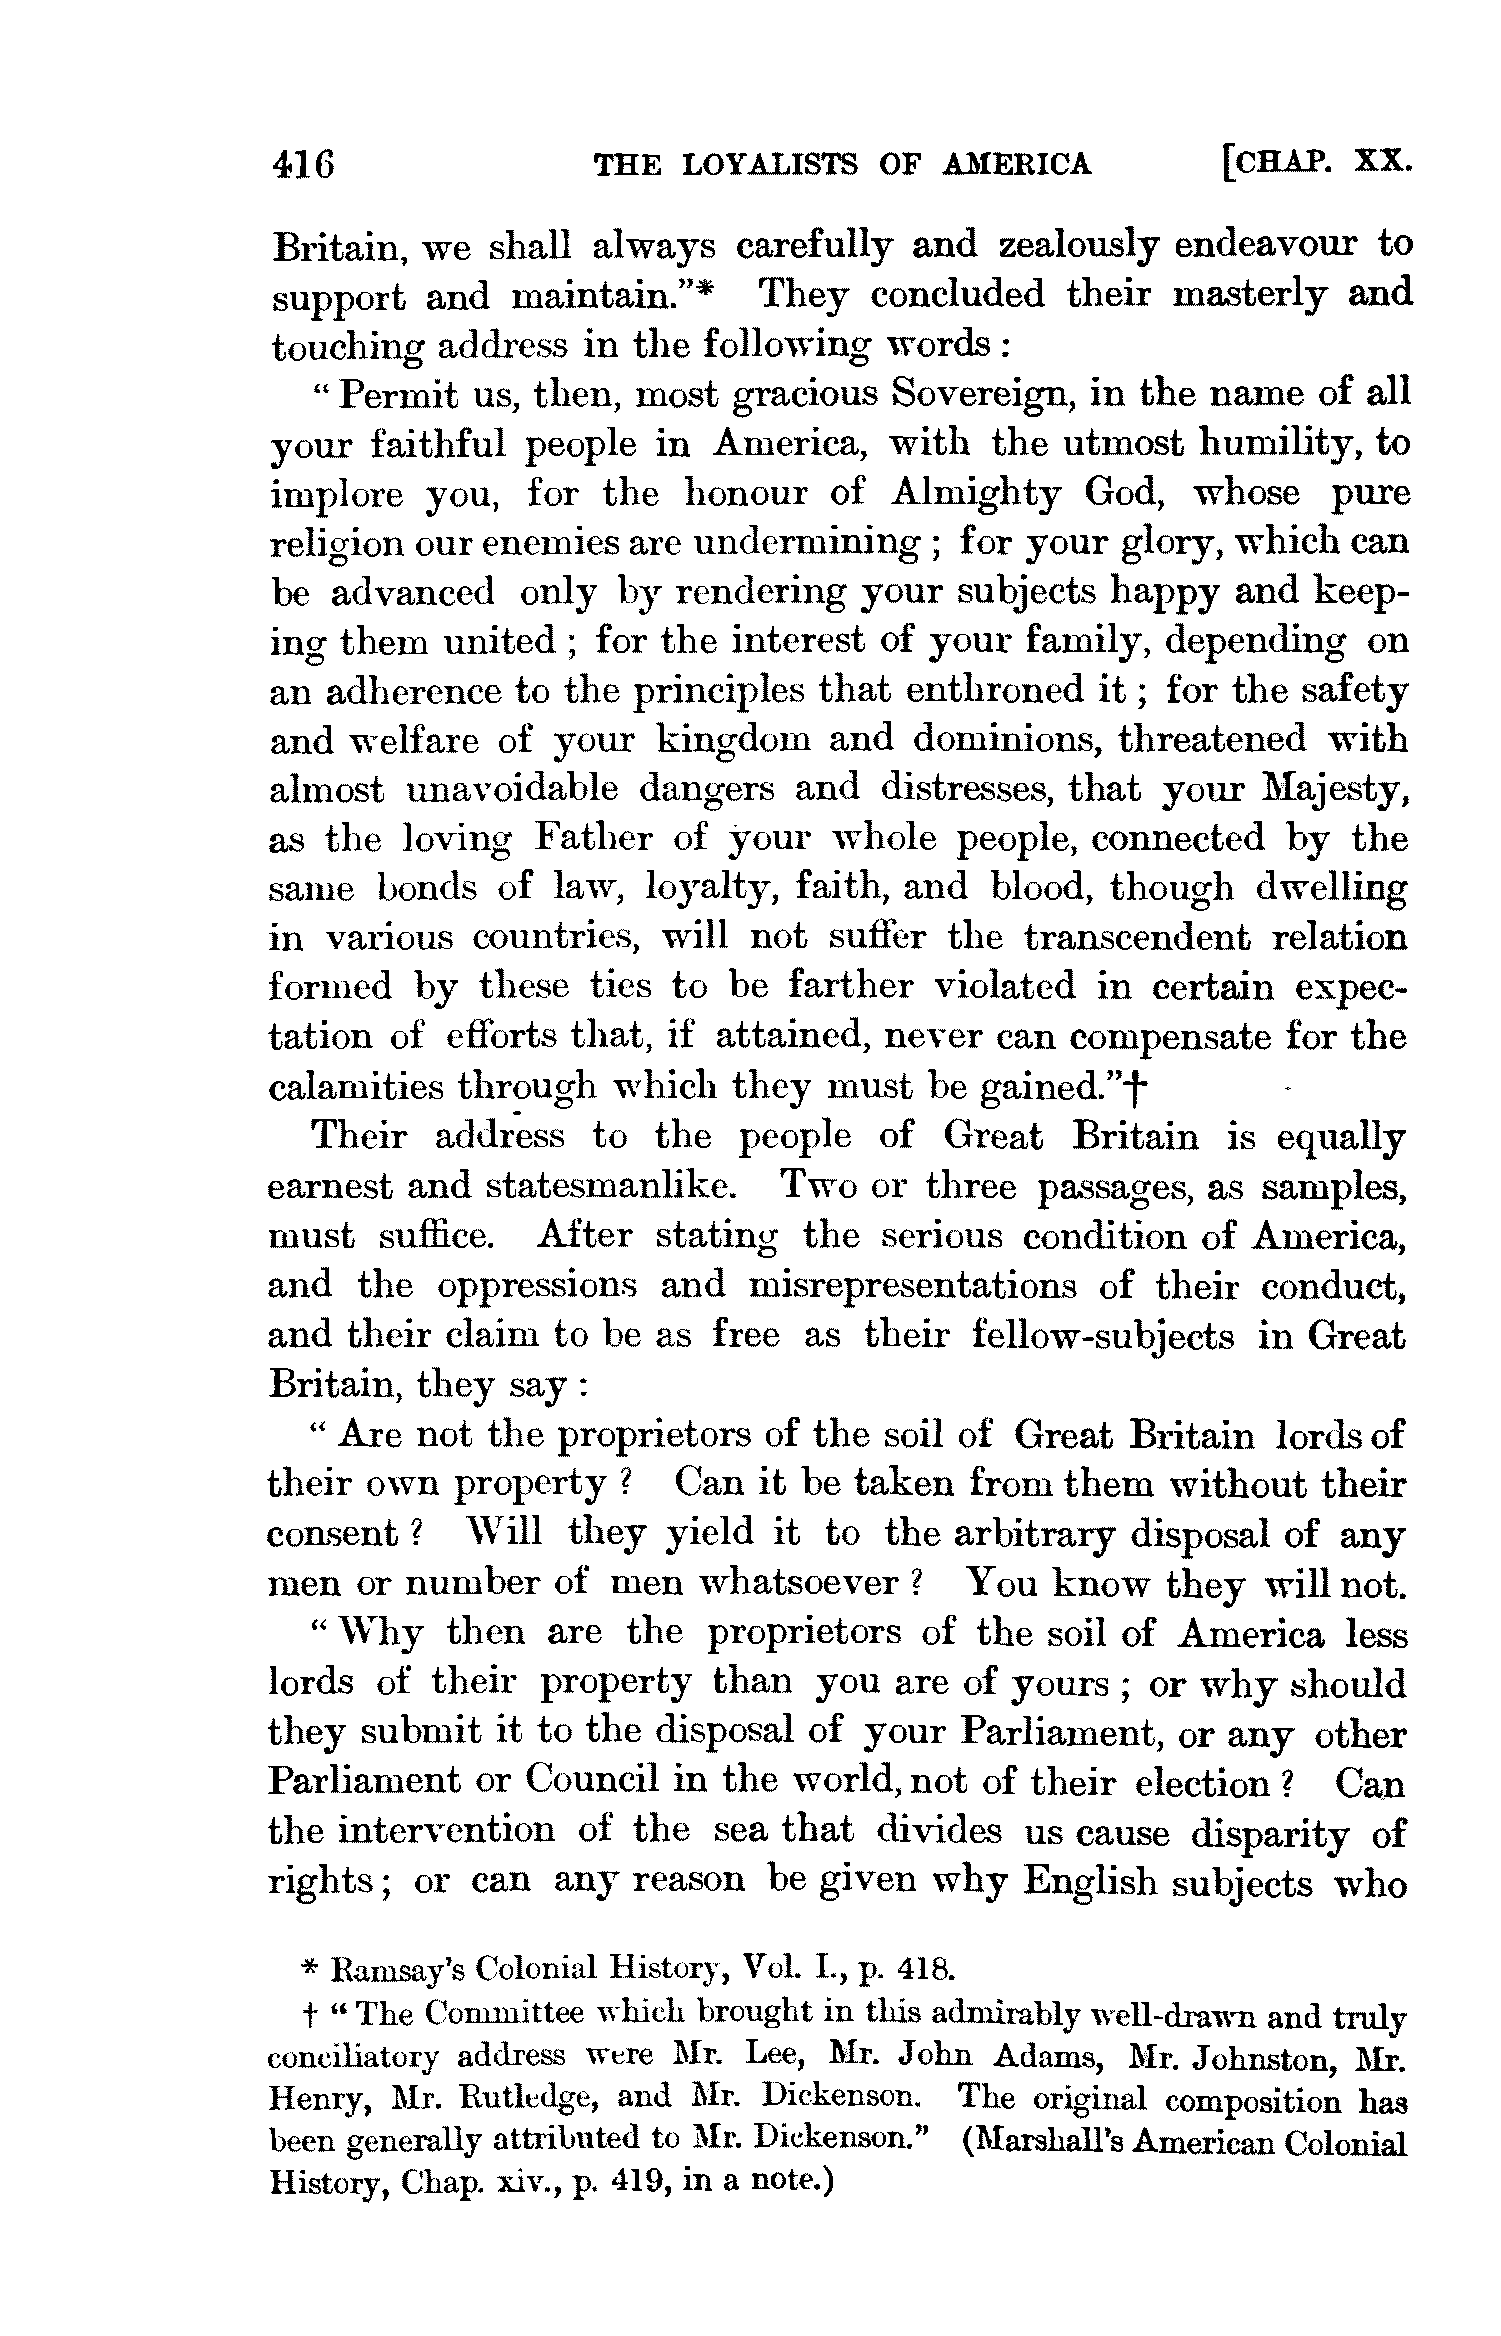 416 THE LOYALISTS OF AMERICA [CHAP. XX.
Britain, we shall always carefully and zealously endeavour to
support and maintain."* They concluded their masterly and
touching address in the following words :
" Permit us, then, most gracious Sovereign, in the name of all
your faithful people in America, with the utmost humility, to
implore you, for the honour of Almighty God, whose pure
religion our enemies are undermining ; for your glory, which can
be advanced only by rendering your subjects happy and keep-
ing them united ; for the interest of your family, depending on
an adherence to the principles that enthroned it ; for the safety
and welfare of your kingdom and dominions, threatened with
almost unavoidable dangers and distresses, that your Majesty,
as the loving Father of your whole people, connected by the
same bonds of law, loyalty, faith, and blood, though dwelling
in various countries, will not suffer the transcendent relation
formed by these ties to be farther violated in certain expec-
tation of efforts that, if attained, never can compensate for the
calamities through which they must be gained."†
Their address to the people of Great Britain is equally
earnest and statesmanlike. Two or three passages, as samples,
must suffice. After stating the serious condition of America,
and the oppressions and misrepresentations of their conduct,
and their claim to be as free as their fellow-subjects in Great
Britain, they say :
" Are not the proprietors of the soil of Great Britain lords of
their own property ? Can it be taken from them without their
consent ? Will they yield it to the arbitrary disposal of any
men or number of men whatsoever ? You know they will not.
" Why then are the proprietors of the soil of America less
lords of their property than you are of yours ; or why should
they submit it to the disposal of your Parliament, or any other
Parliament or Council in the world, not of their election ? Can
the intervention of the sea that divides us cause disparity of
rights ; or can any reason be given why English subjects who
* Ramsay's Colonial History, Vol. I., p. 418.
† " The Committee which brought in this admirably well-drawn and truly
conciliatory address were Mr. Lee, Mr. John Adams, Mr. Johnston, Mr.
Henry, Mr. Rutledge, and Mr. Dickenson. The original composition has
been generally attributed to Mr. Dickenson." (Marshall's American Colonial
History, Chap. xiv., p. 419, in a note.)